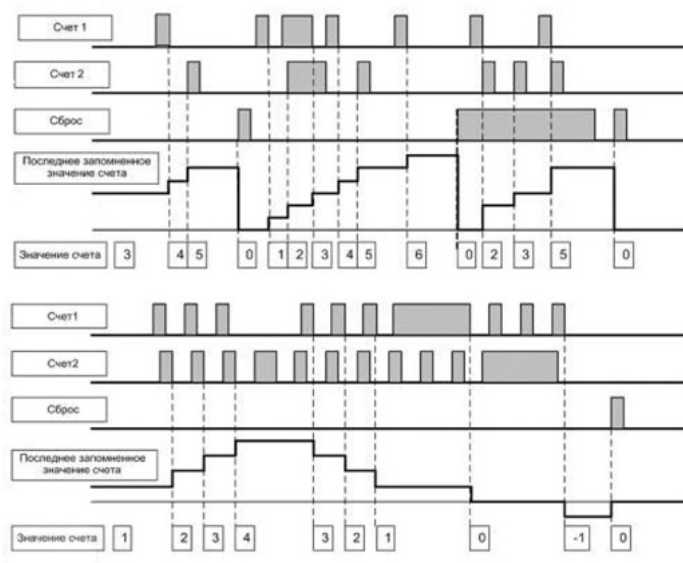 Счет 1
Счет 2
Сброс
Последнее запомненное
значение счета
Значение счета 3 4 5 0 1 2 3 4 5 6 0 2 3 5 0
Счет1
Счет2
Сброс
Последнее запомненное
значение счета
Значение счета 1 2 3 4 3 2 1 0 -1 0